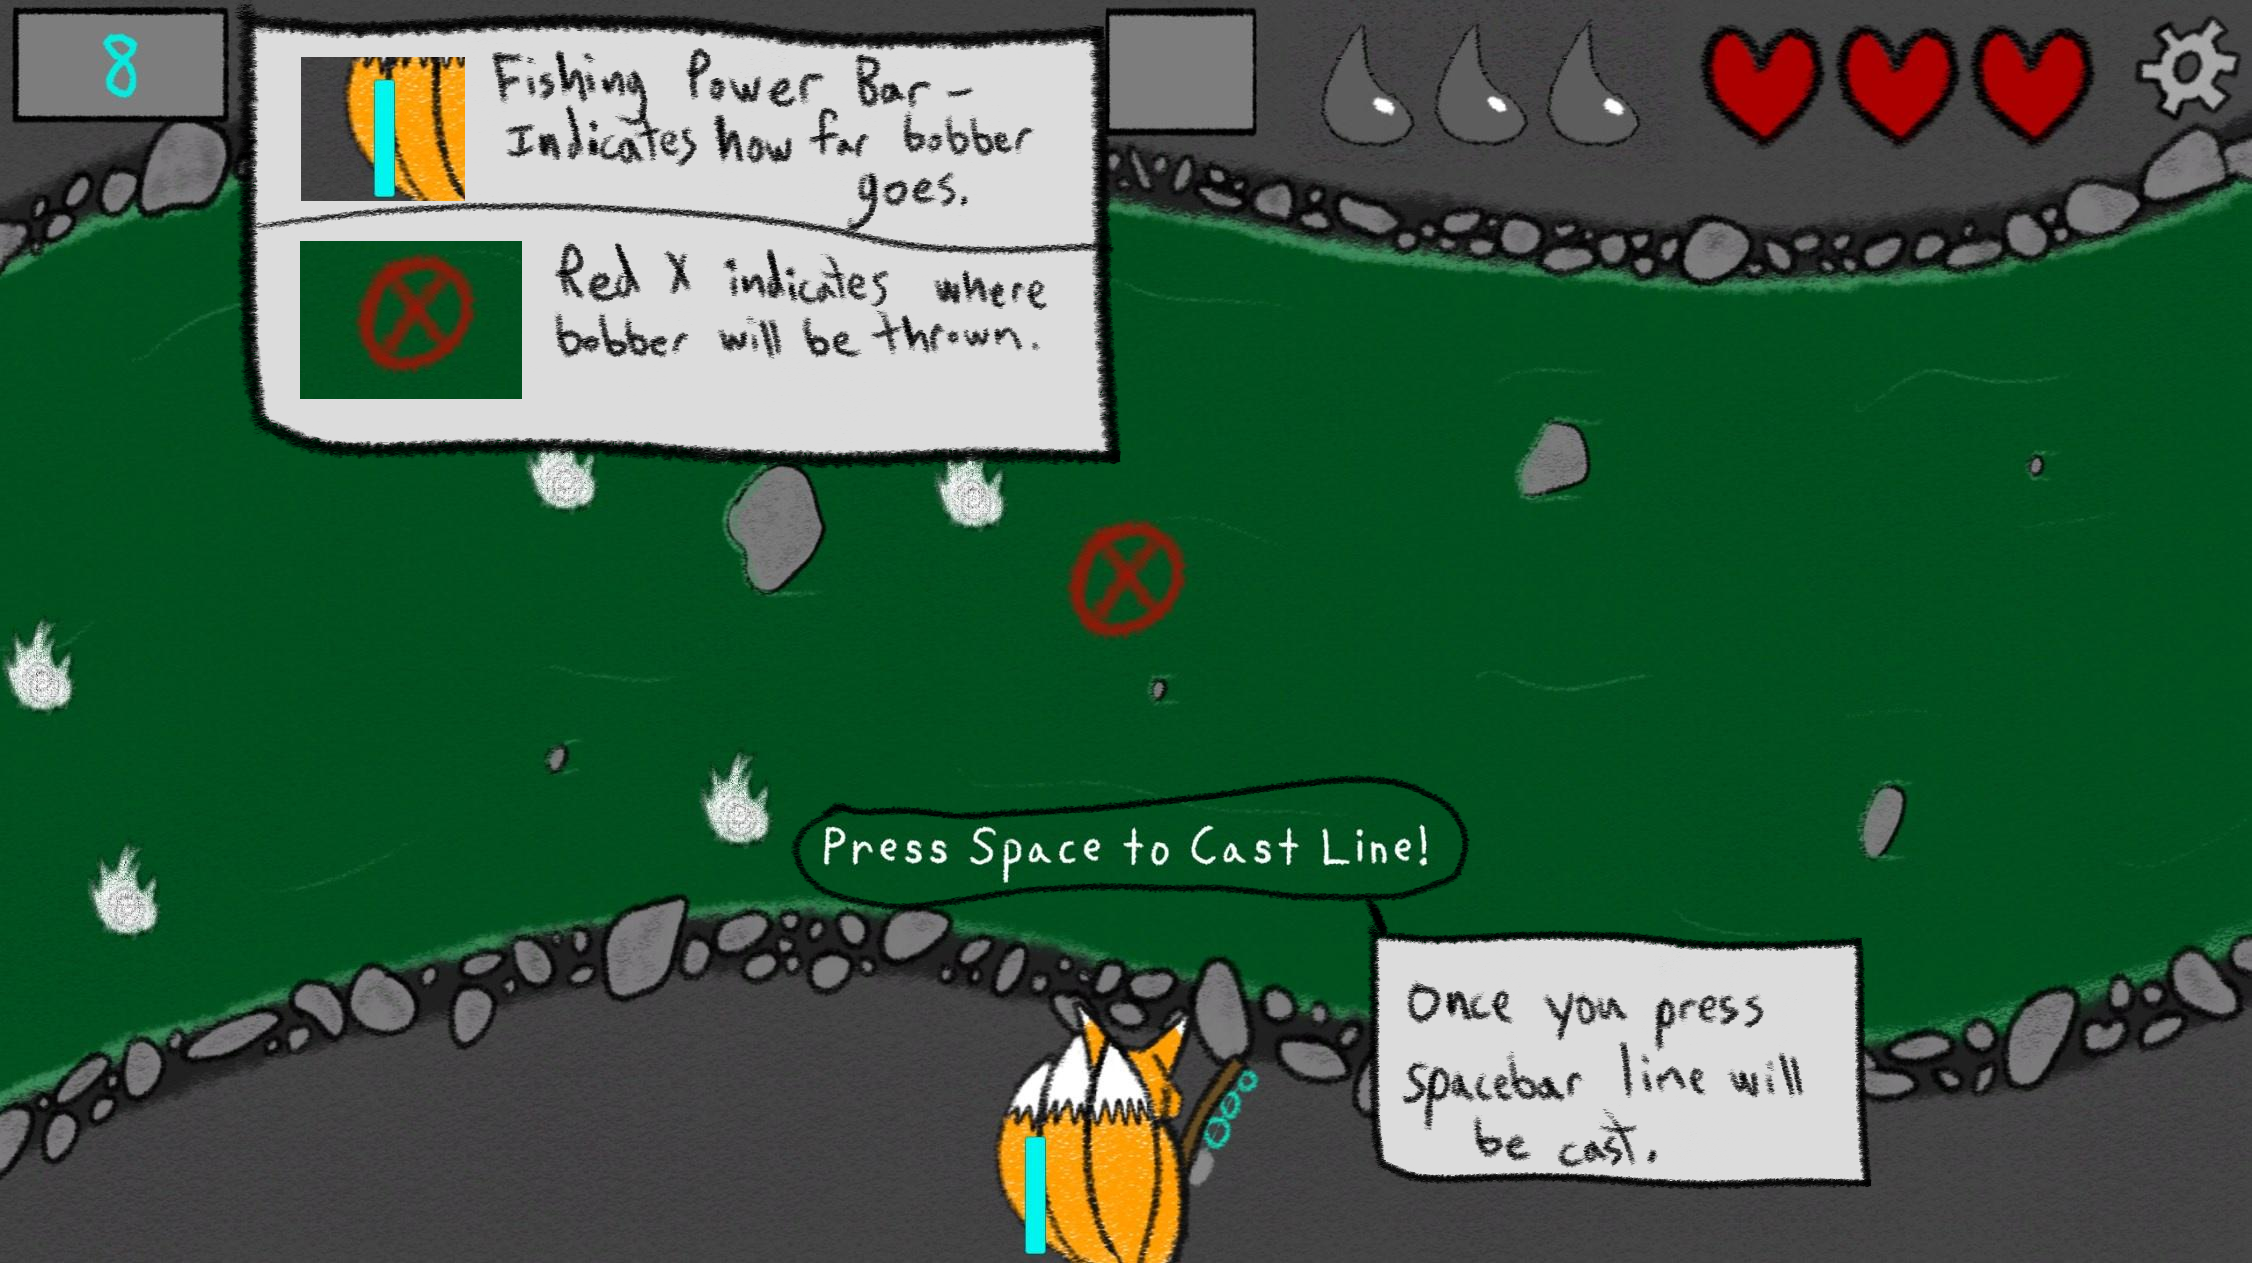 8
Fishing Power Bar -
Indicates how far bobber
goes.
Red X indicates where
bobber will be thrown.
Press Space to Cast Line!
Once you press
spacebar line will
be cast.